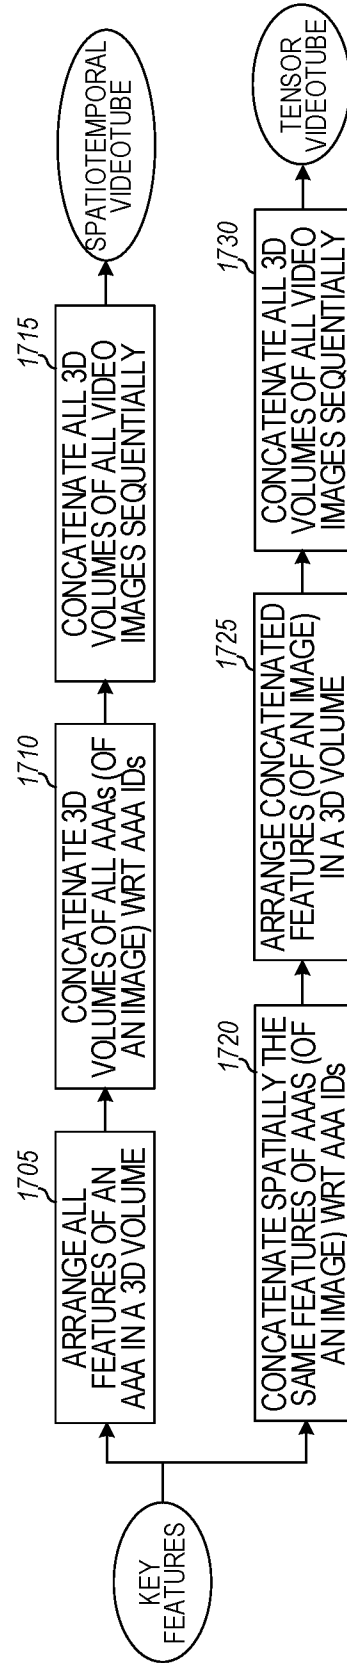 KEY
FEATURES
1705
ARRANGE ALL
FEATURES OF AN
AAA IN A 3D VOLUME
1710
CONCATENATE 3D
VOLUMES OF ALL AAAs (OF
AN IMAGE) WRT AAA IDs
1715
CONCATENATE ALL 3D
VOLUMES OF ALL VIDEO
IMAGES SEQUENTIALLY
SPATIOTEMPORAL
VIDEOTUBE
1720
CONCATENATE SPATIALLY THE
SAME FEATURES OF AAAS (OF
AN IMAGE) WRT AAA IDs
1725
ARRANGE CONCATENATED
FEATURES (OF AN IMAGE)
IN A 3D VOLUME
1730
CONCATENATE ALL 3D
VOLUMES OF ALL VIDEO
IMAGES SEQUENTIALLY
TENSOR
VIDEOTUBE